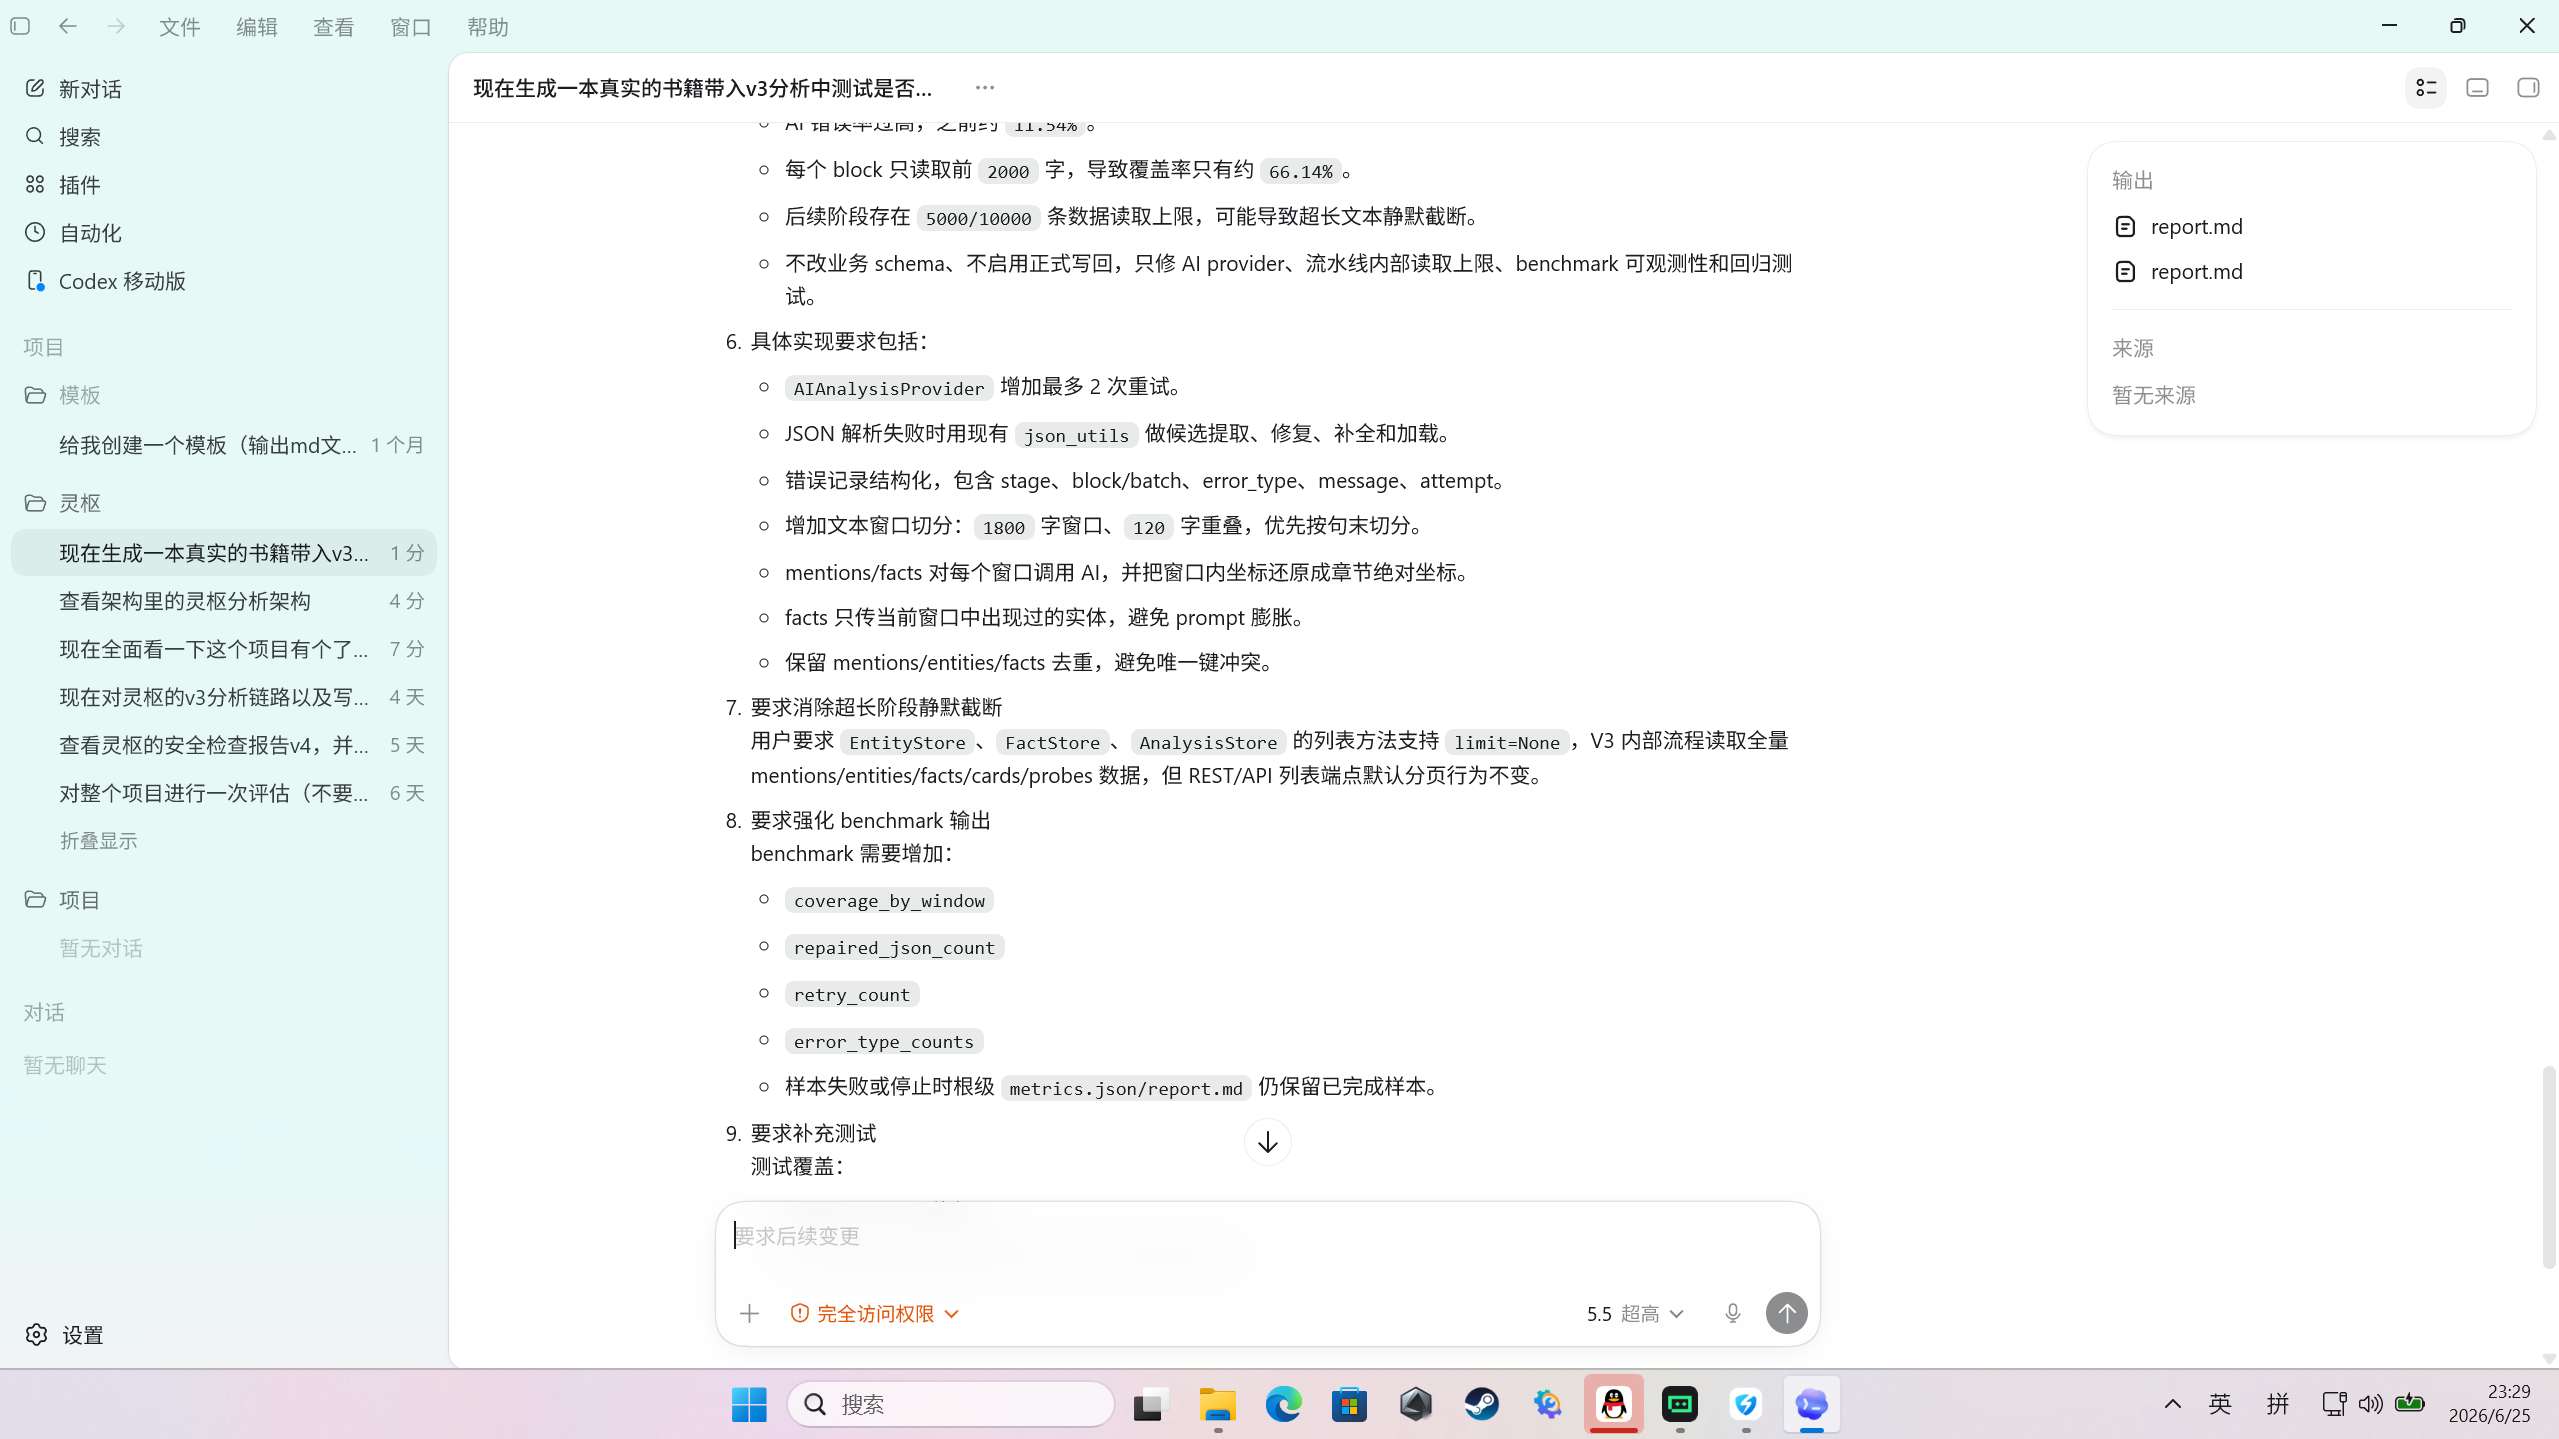 文件 编辑 查看 窗口 帮助
新对话
搜索
插件
自动化
Codex 移动版
项目
模板
给我创建一个模板（输出md文... 1 个月
灵枢
现在生成一本真实的书籍带入v3... 1 分
查看架构里的灵枢分析架构 4 分
现在全面看一下这个项目有个了... 7 分
现在对灵枢的v3分析链路以及写... 4 天
查看灵枢的安全检查报告v4，并... 5 天
对整个项目进行一次评估（不要... 6 天
折叠显示
项目
暂无对话
对话
暂无聊天
设置
现在生成一本真实的书籍带入v3分析中测试是否... ...
AI 错误率过高，之前约 11.54%。
每个 block 只读取前 2000 字，导致覆盖率只有约 66.14%。
后续阶段存在 5000/10000 条数据读取上限，可能导致超长文本静默截断。
不改业务 schema、不启用正式写回，只修 AI provider、流水线内部读取上限、benchmark 可观测性和回归测
试。
6. 具体实现要求包括：
AIAnalysisProvider 增加最多 2 次重试。
JSON 解析失败时用现有 json_utils 做候选提取、修复、补全和加载。
错误记录结构化，包含 stage、block/batch、error_type、message、attempt。
增加文本窗口切分：1800 字窗口、120 字重叠，优先按句末切分。
mentions/facts 对每个窗口调用 AI，并把窗口内坐标还原成章节绝对坐标。
facts 只传当前窗口中出现过的实体，避免 prompt 膨胀。
保留 mentions/entities/facts 去重，避免唯一键冲突。
7. 要求消除超长阶段静默截断
用户要求 EntityStore、FactStore、AnalysisStore 的列表方法支持 limit=None，V3 内部流程读取全量
mentions/entities/facts/cards/probes 数据，但 REST/API 列表端点默认分页行为不变。
8. 要求强化 benchmark 输出
benchmark 需要增加：
coverage_by_window
repaired_json_count
retry_count
error_type_counts
样本失败或停止时根级 metrics.json/report.md 仍保留已完成样本。
9. 要求补充测试
测试覆盖：
要求后续变更
完全访问权限
5.5 超高
输出
report.md
report.md
来源
暂无来源
搜索
英 拼
23:29
2026/6/25